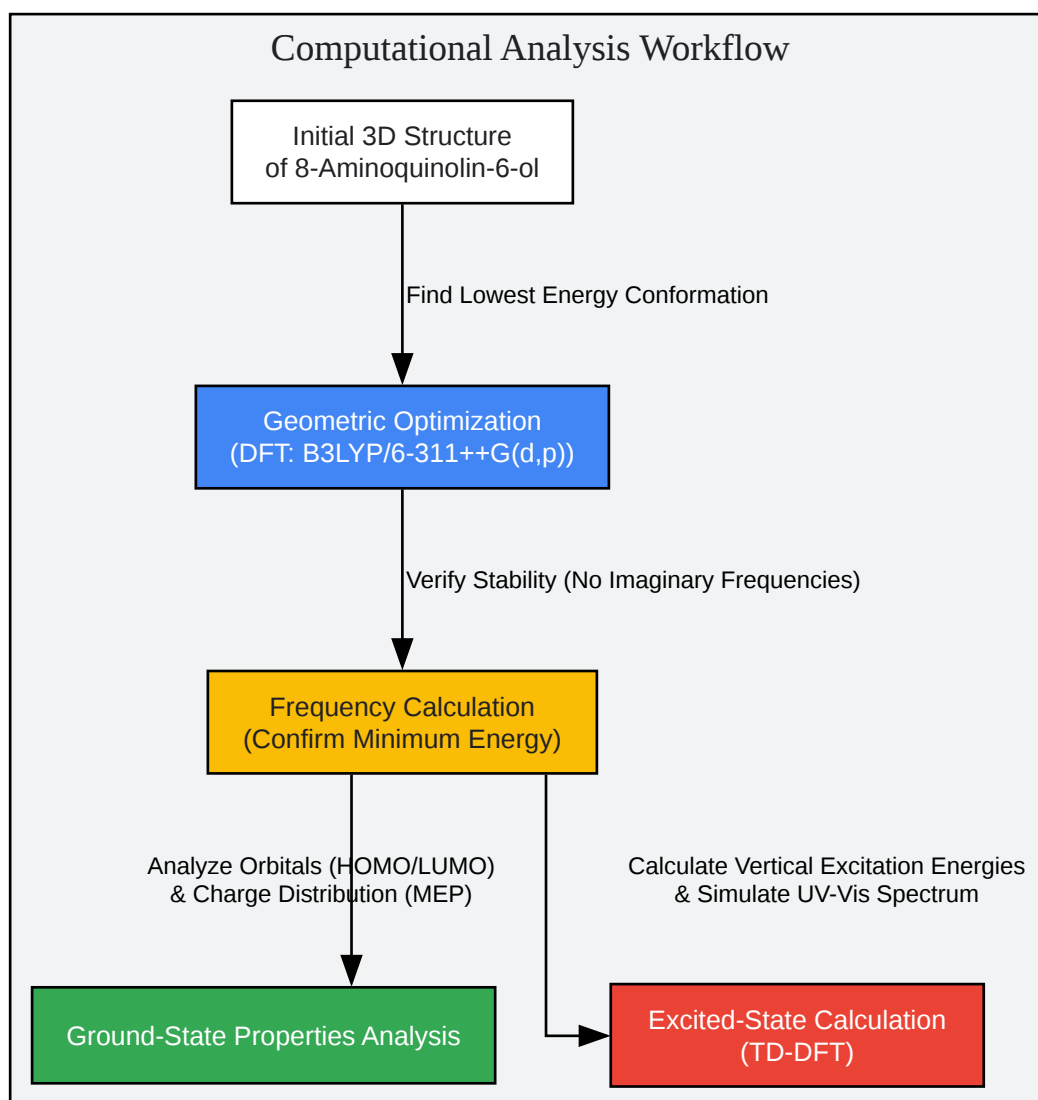 Computational Analysis Workflow
Initial 3D Structure
of 8-Aminoquinolin-6-ol
Find Lowest Energy Conformation
Geometric Optimization
(DFT: B3LYP/6-311++G(d,p))
Verify Stability (No Imaginary Frequencies)
Frequency Calculation
(Confirm Minimum Energy)
Analyze Orbitals (HOMO/LUMO)
& Charge Distribution (MEP)
Calculate Vertical Excitation Energies
& Simulate UV-Vis Spectrum
Ground-State Properties Analysis
Excited-State Calculation
(TD-DFT)